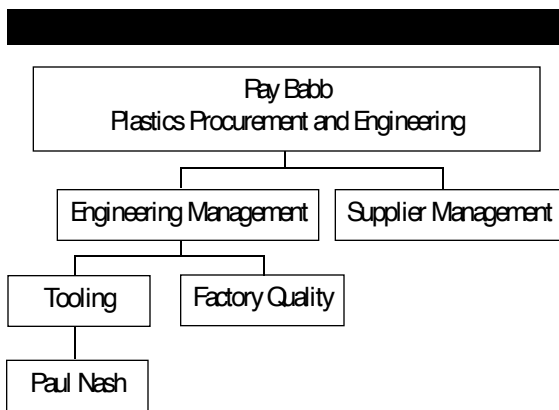 Ray Babb
Plastics Procurement and Engineering
Engineering Management
Supplier Management
Tooling
Factory Quality
Paul Nash